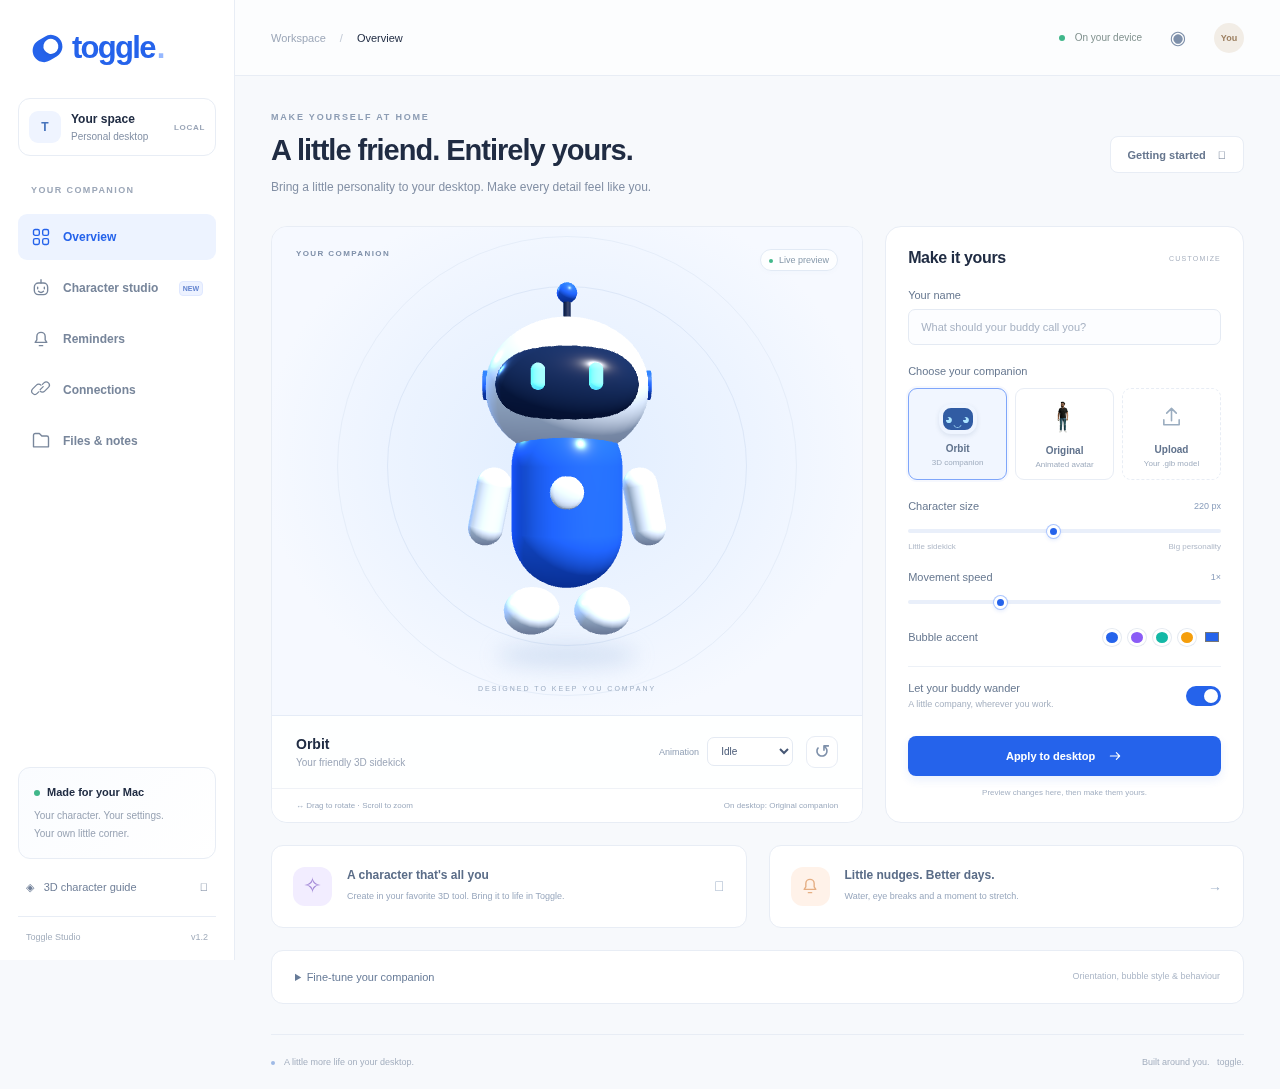 toggle.
T
Your space
Personal desktop
LOCAL
YOUR COMPANION
Overview
Character studio
NEW
Reminders
Connections
Files & notes
Made for your Mac
Your character. Your settings.
Your own little corner.
3D character guide
Toggle Studio
v1.2
Workspace / Overview
On your device
You
MAKE YOURSELF AT HOME
A little friend. Entirely yours.
Bring a little personality to your desktop. Make every detail feel like you.
Getting started
YOUR COMPANION
Live preview
DESIGNED TO KEEP YOU COMPANY
Orbit
Your friendly 3D sidekick
Animation
Idle
↔ Drag to rotate · Scroll to zoom
On desktop: Original companion
Make it yours
CUSTOMIZE
Your name
What should your buddy call you?
Choose your companion
Orbit
3D companion
Original
Animated avatar
Upload
Your .glb model
Character size
220 px
Little sidekick
Big personality
Movement speed
1×
Bubble accent
Let your buddy wander
A little company, wherever you work.
Apply to desktop →
Preview changes here, then make them yours.
A character that's all you
Create in your favorite 3D tool. Bring it to life in Toggle.
Little nudges. Better days.
Water, eye breaks and a moment to stretch.
→
Fine-tune your companion
Orientation, bubble style & behaviour
A little more life on your desktop.
Built around you. toggle.